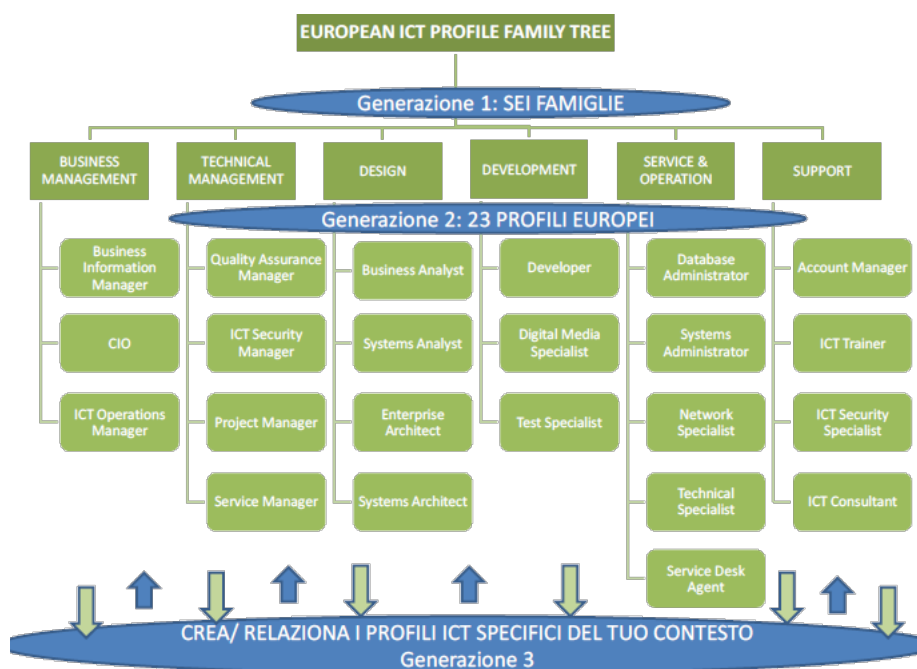 EUROPEAN ICT PROFILE FAMILY TREE
Generazione 1: SEI FAMIGLIE
BUSINESS
MANAGEMENT
TECHNICAL
MANAGEMENT
DESIGN
DEVELOPMENT
SERVICE &
OPERATION
SUPPORT
Generazione 2: 23 PROFILI EUROPEI
Business
Information
Manager
CIO
ICT Operations
Manager
Quality Assurance
Manager
ICT Security
Manager
Project Manager
Service Manager
Business Analyst
Systems Analyst
Enterprise
Architect
Systems Architect
Developer
Digital Media
Specialist
Test Specialist
Database
Administrator
Systems
Administrator
Network
Specialist
Technical
Specialist
Service Desk
Agent
Account Manager
ICT Trainer
ICT Security
Specialist
ICT Consultant
CREA/ RELAZIONA I PROFILI ICT SPECIFICI DEL TUO CONTESTO
Generazione 3